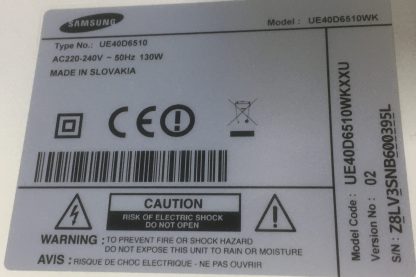 SAMSUNG
Model : UE40D6510WK
Type No.: UE40D6510
AC220-240V ~ 50Hz 130W
MADE IN SLOVAKIA
CE
CAUTION
RISK OF ELECTRIC SHOCK
DO NOT OPEN
WARNING : TO PREVENT FIRE OR SHOCK HAZARD
DO NOT EXPOSE THIS UNIT TO RAIN OR MOISTURE
AVIS : RISQUE DE CHOC ELECTRIQUE - NE PAS OUVRIR
Model Code : UE40D6510WKXXU
Version No : 02
S/N : Z8LV3SNB600395L